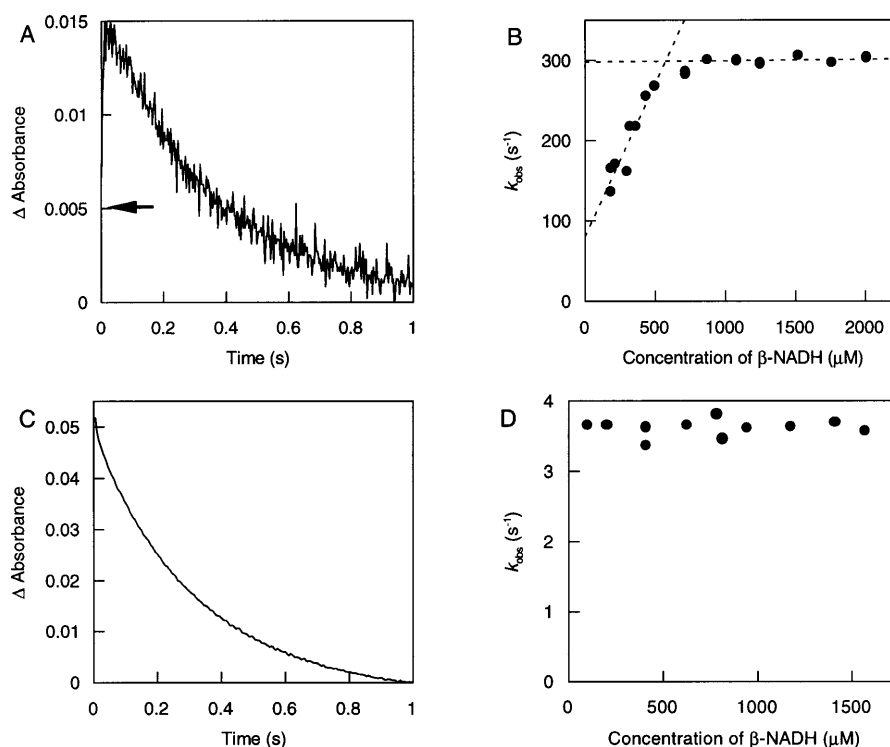 A
0.015
0.01
0.005
0
Δ Absorbance
0 0.2 0.4 0.6 0.8 1
Time (s)
B
400
300
200
100
0
k_obs (s⁻¹)
0 500 1000 1500 2000
Concentration of β-NADH (μM)
C
0.05
0.04
0.03
0.02
0.01
0
Δ Absorbance
0 0.2 0.4 0.6 0.8 1
Time (s)
D
4
3
2
1
0
k_obs (s⁻¹)
0 500 1000 1500
Concentration of β-NADH (μM)